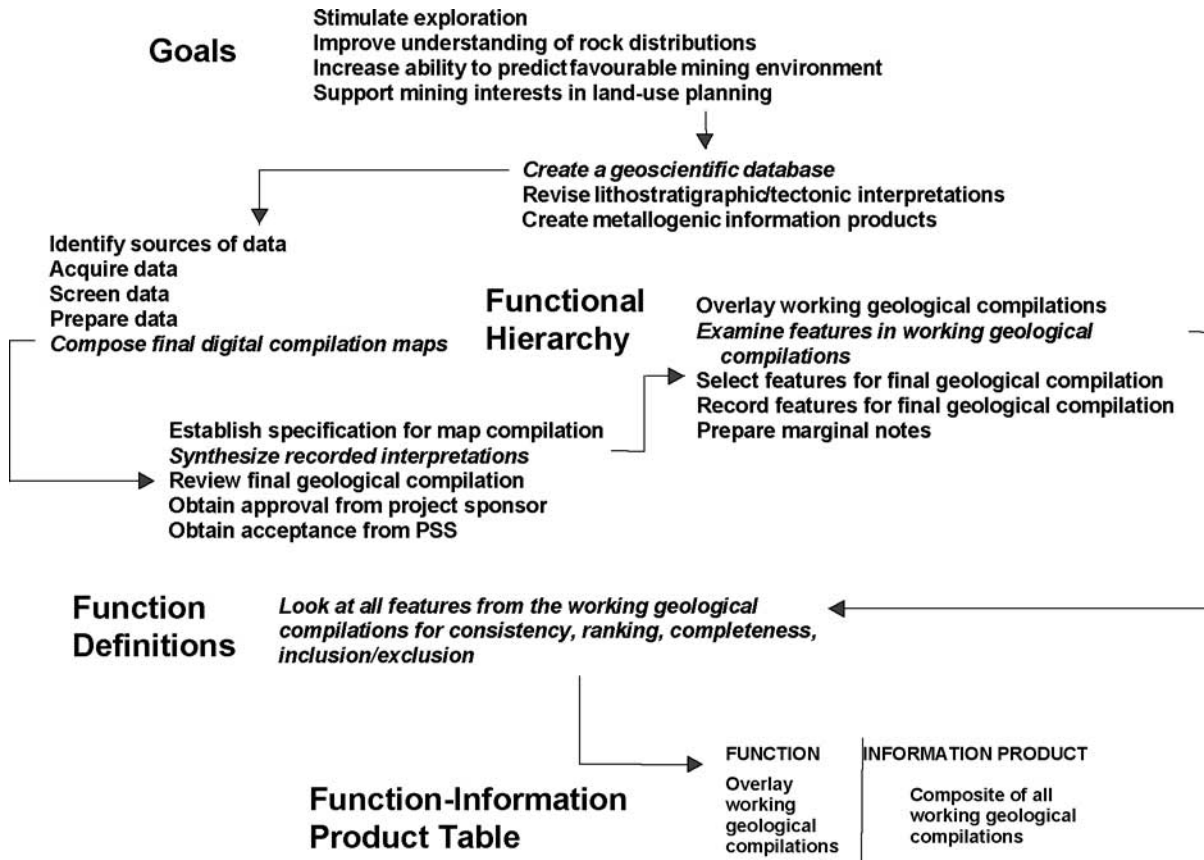 Goals
Stimulate exploration
Improve understanding of rock distributions
Increase ability to predict favourable mining environment
Support mining interests in land-use planning
Create a geoscientific database
Revise lithostratigraphic/tectonic interpretations
Create metallogenic information products
Identify sources of data
Acquire data
Screen data
Prepare data
Compose final digital compilation maps
Functional
Hierarchy
Overlay working geological compilations
Examine features in working geological
compilations
Select features for final geological compilation
Record features for final geological compilation
Prepare marginal notes
Establish specification for map compilation
Synthesize recorded interpretations
Review final geological compilation
Obtain approval from project sponsor
Obtain acceptance from PSS
Function
Definitions
Look at all features from the working geological
compilations for consistency, ranking, completeness,
inclusion/exclusion
Function-Information
Product Table
FUNCTION
Overlay
working
geological
compilations
INFORMATION PRODUCT
Composite of all
working geological
compilations